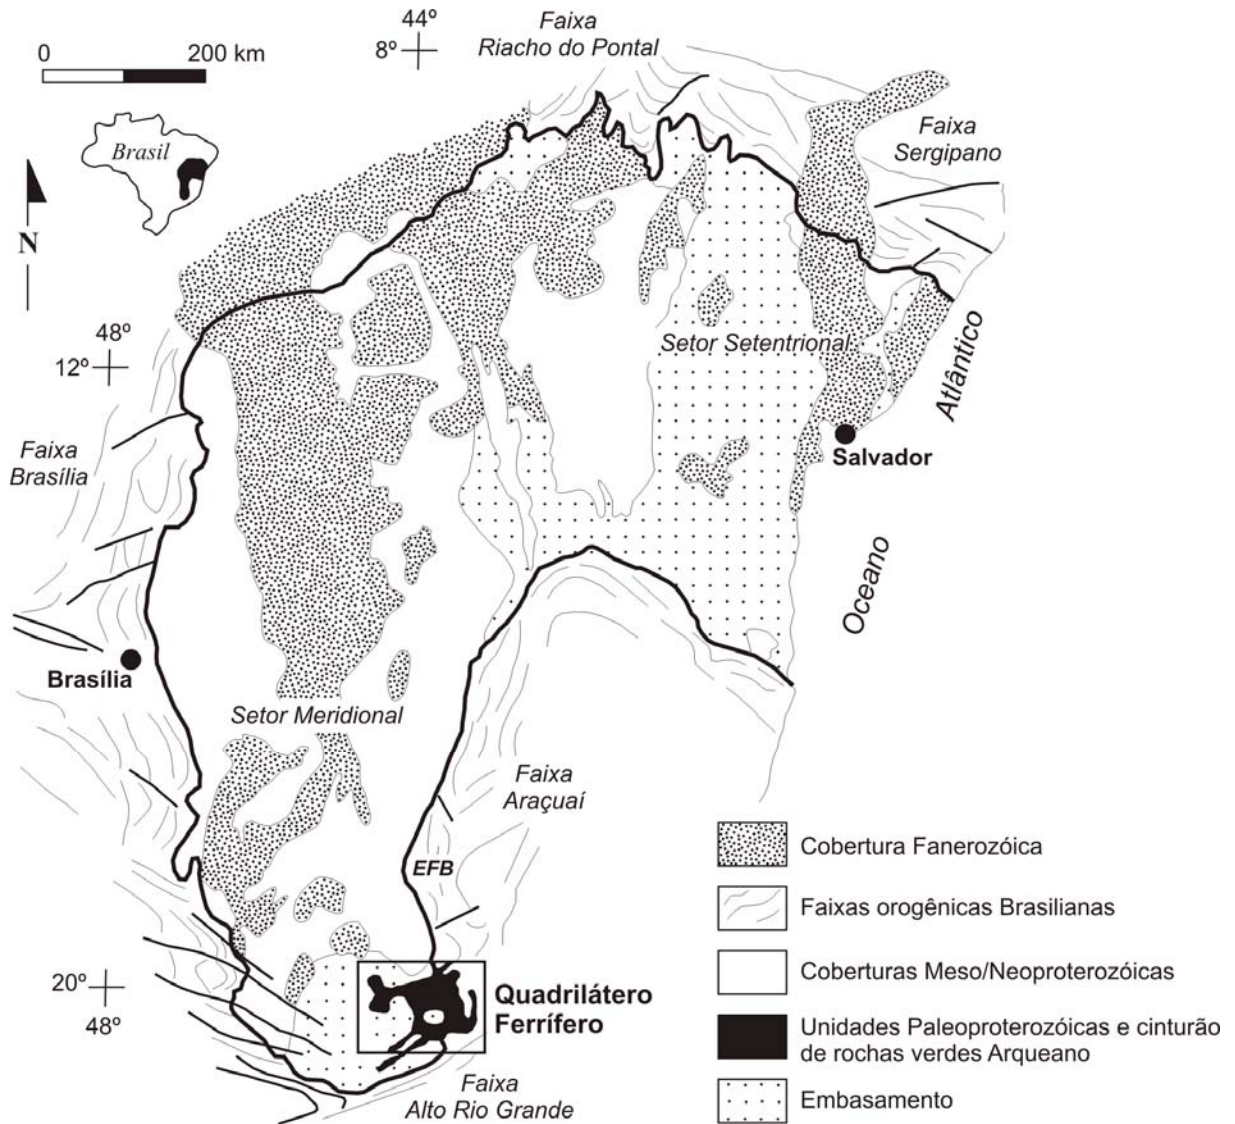 44º
8º
Faixa
Riacho do Pontal
0 200 km
Brasil
N
Faixa
Sergipano
48º
12º
Setor Setentrional
Atlântico
Faixa
Brasília
Salvador
Oceano
Brasília
Setor Meridional
Faixa
Araçuaí
EFB
20º
48º
Quadrilátero
Ferrífero
Faixa
Alto Rio Grande
Cobertura Fanerozóica
Faixas orogênicas Brasilianas
Coberturas Meso/Neoproterozóicas
Unidades Paleoproterozóicas e cinturão
de rochas verdes Arqueano
Embasamento